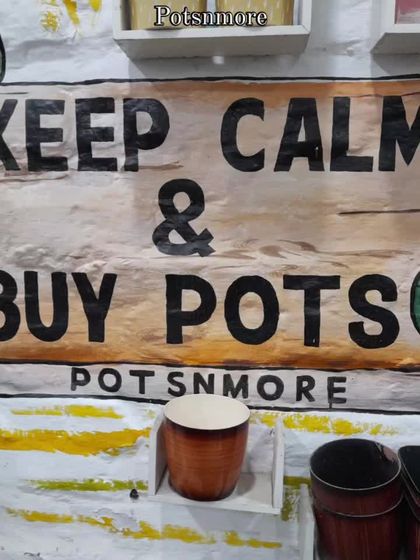 Potsnmore
KEEP CALM
&
BUY POTS
POTSNMORE